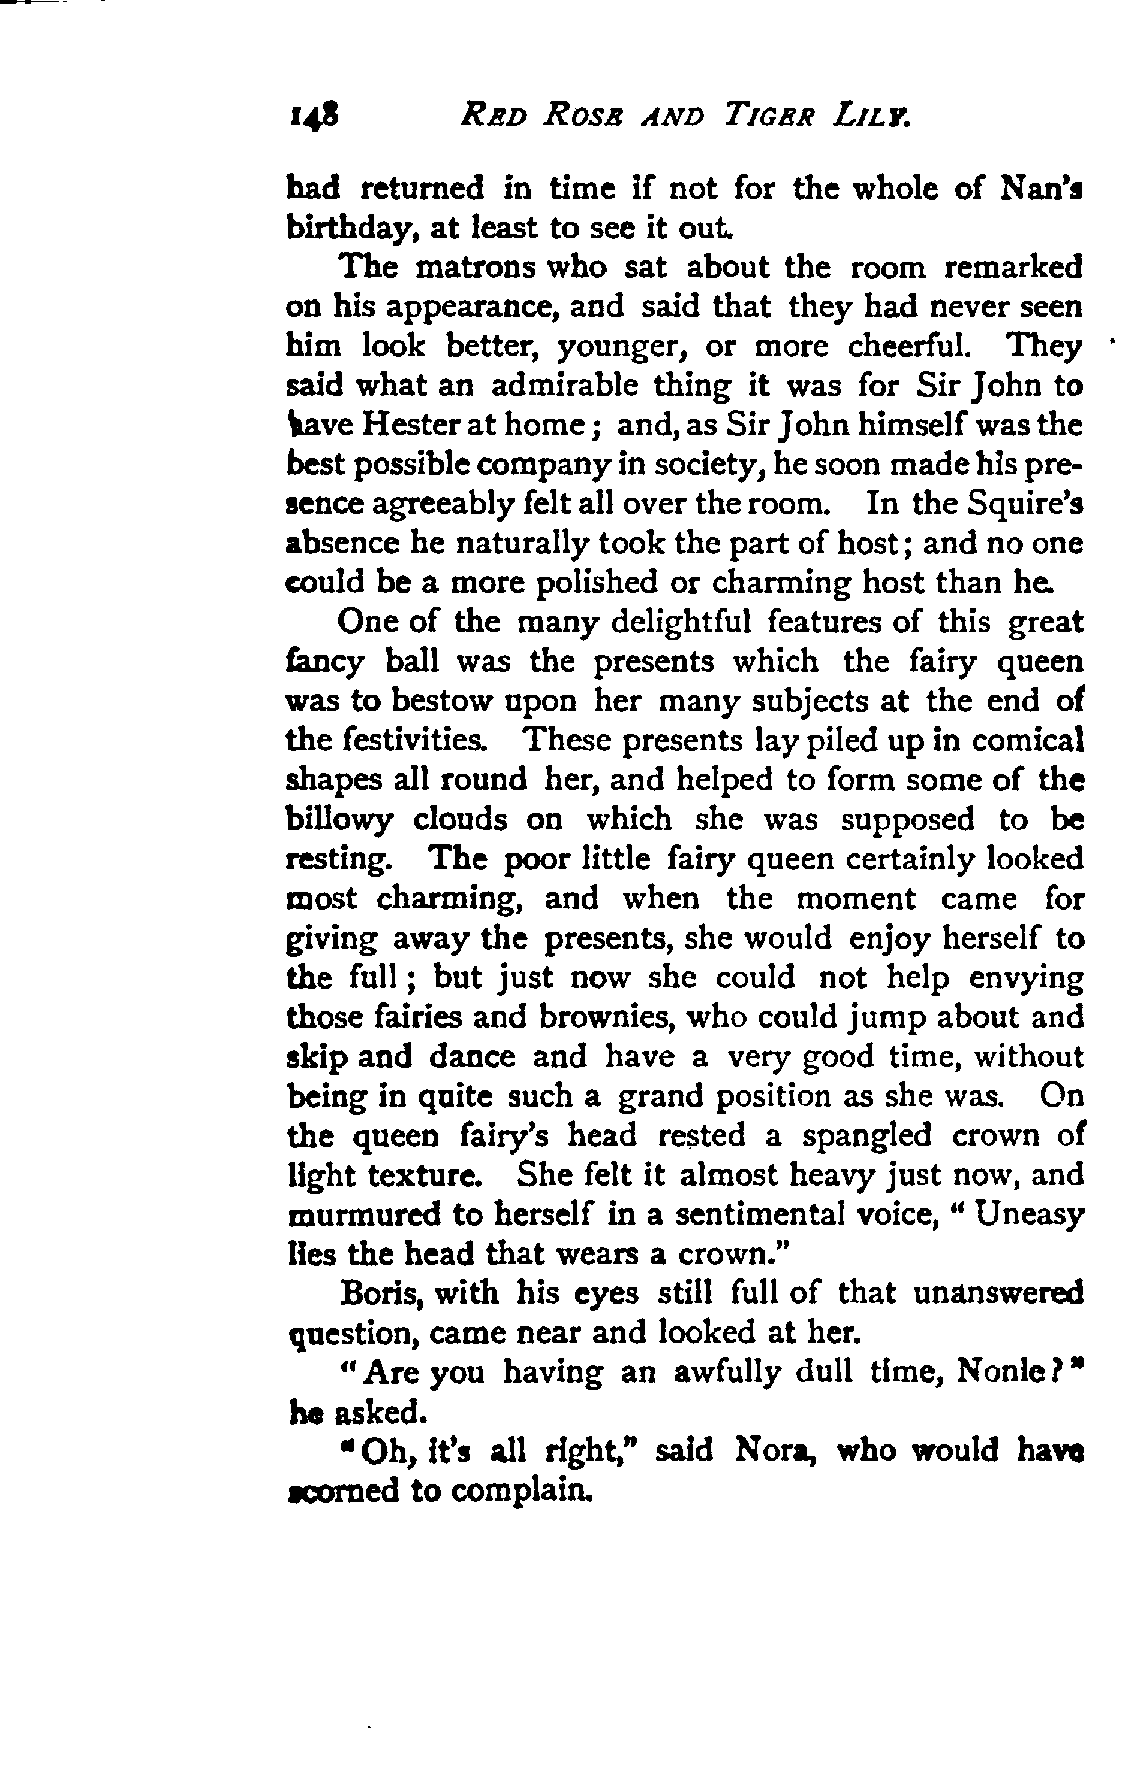 148 RED ROSE AND TIGER LILY.
had returned in time if not for the whole of Nan's
birthday, at least to see it out.
The matrons who sat about the room remarked
on his appearance, and said that they had never seen
him look better, younger, or more cheerful. They
said what an admirable thing it was for Sir John to
have Hester at home; and, as Sir John himself was the
best possible company in society, he soon made his pre-
sence agreeably felt all over the room. In the Squire's
absence he naturally took the part of host; and no one
could be a more polished or charming host than he.
One of the many delightful features of this great
fancy ball was the presents which the fairy queen
was to bestow upon her many subjects at the end of
the festivities. These presents lay piled up in comical
shapes all round her, and helped to form some of the
billowy clouds on which she was supposed to be
resting. The poor little fairy queen certainly looked
most charming, and when the moment came for
giving away the presents, she would enjoy herself to
the full; but just now she could not help envying
those fairies and brownies, who could jump about and
skip and dance and have a very good time, without
being in quite such a grand position as she was. On
the queen fairy's head rested a spangled crown of
light texture. She felt it almost heavy just now, and
murmured to herself in a sentimental voice, "Uneasy
lies the head that wears a crown."
Boris, with his eyes still full of that unanswered
question, came near and looked at her.
"Are you having an awfully dull time, Nonie?"
he asked.
"Oh, it's all right," said Nora, who would have
scorned to complain.